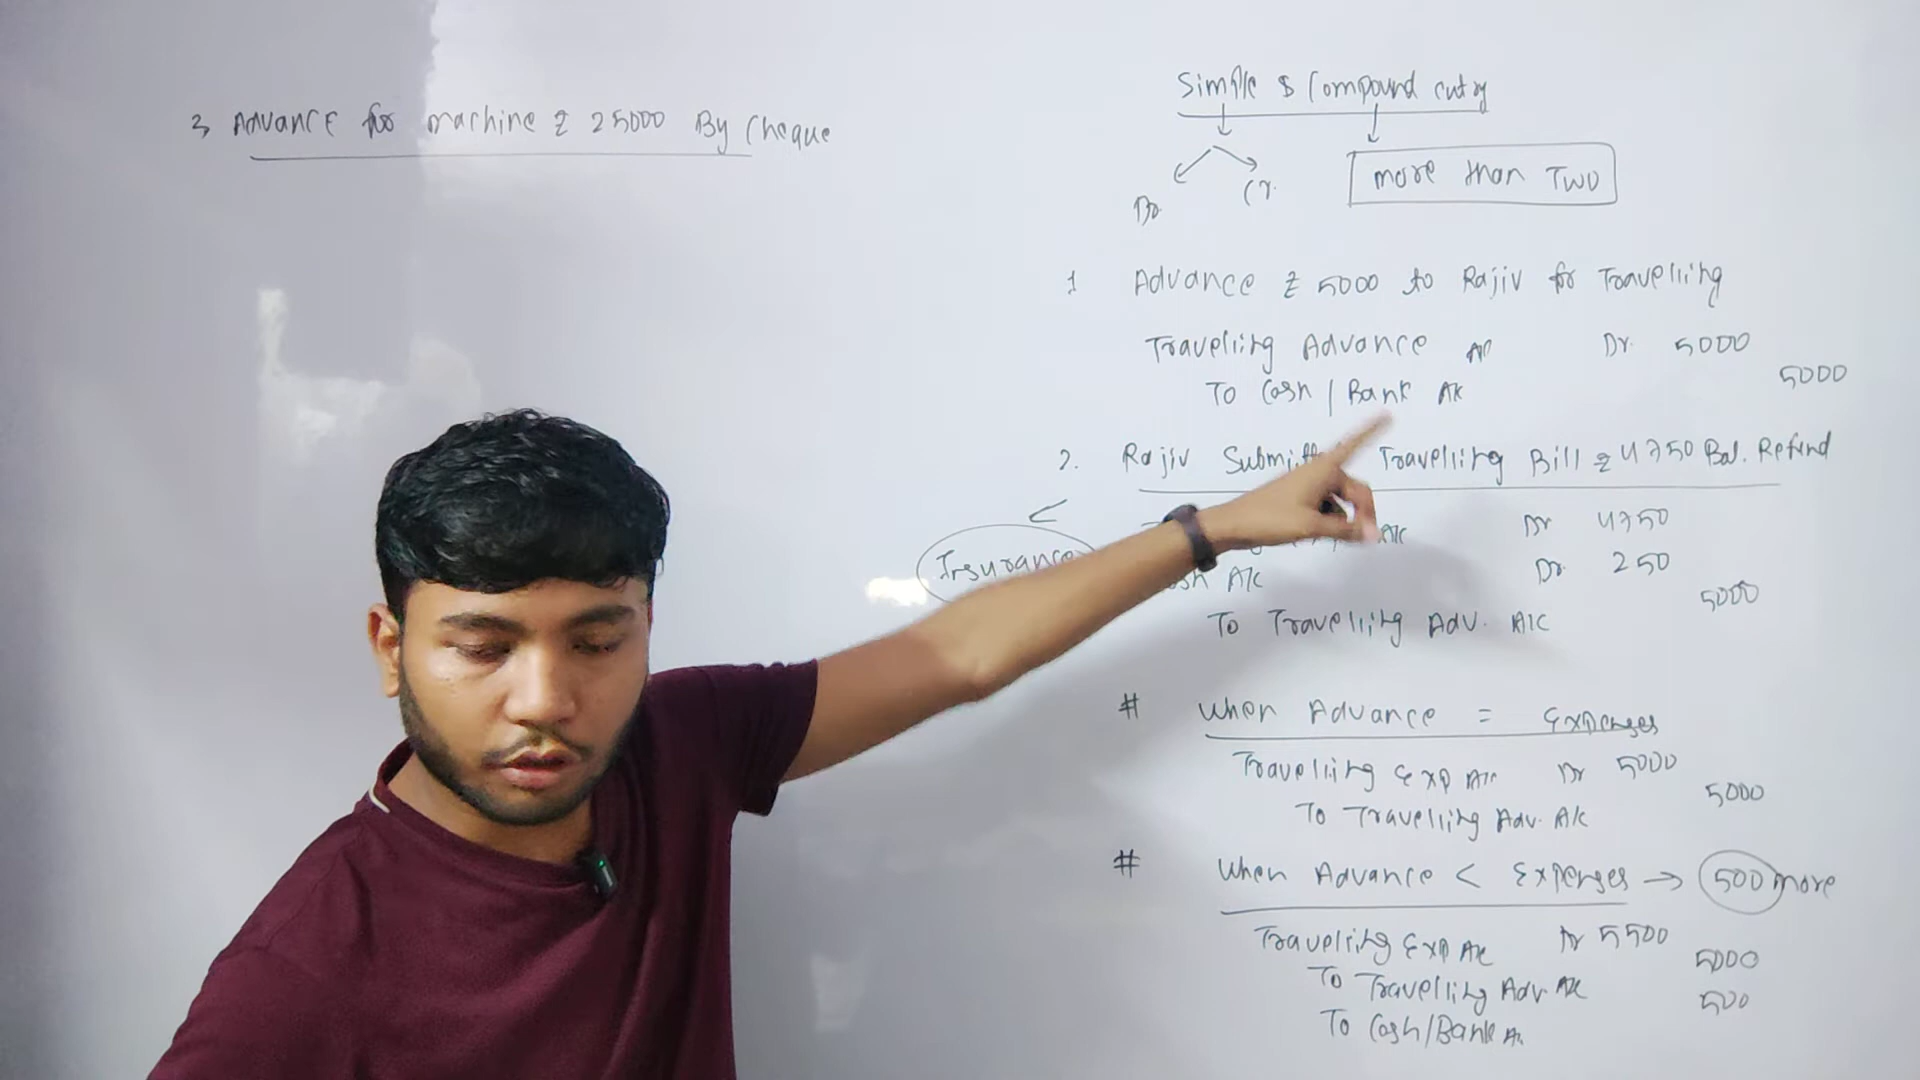 3 Advance for machine ₹ 25000 By Cheque
Simple & Compound entry
Dr. Cr.
more than Two
1 Advance ₹ 5000 to Rajiv for Travelling
Travelling Advance A/c Dr. 5000
To Cash / Bank A/c 5000
2. Rajiv Travelling Bill ₹ 4750 Bal. Refund
A/c Dr 4750
Insurance
A/c Dr. 250
To Travelling Adv. A/c 5000
# When Advance = Expenses
Travelling Exp A/c Dr 5000
To Travelling Adv. A/c 5000
# When Advance < Expenses → 500 more
Travelling Exp A/c Dr 5500
To Travelling Adv. A/c 5000
To Cash/Bank A/c 500